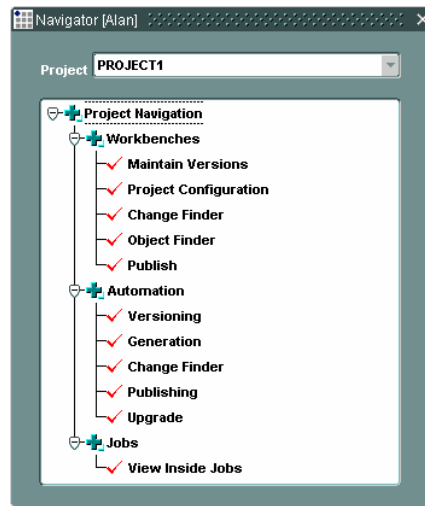 Navigator [Alan]
Project PROJECT1
Project Navigation
Workbenches
Maintain Versions
Project Configuration
Change Finder
Object Finder
Publish
Automation
Versioning
Generation
Change Finder
Publishing
Upgrade
Jobs
View Inside Jobs